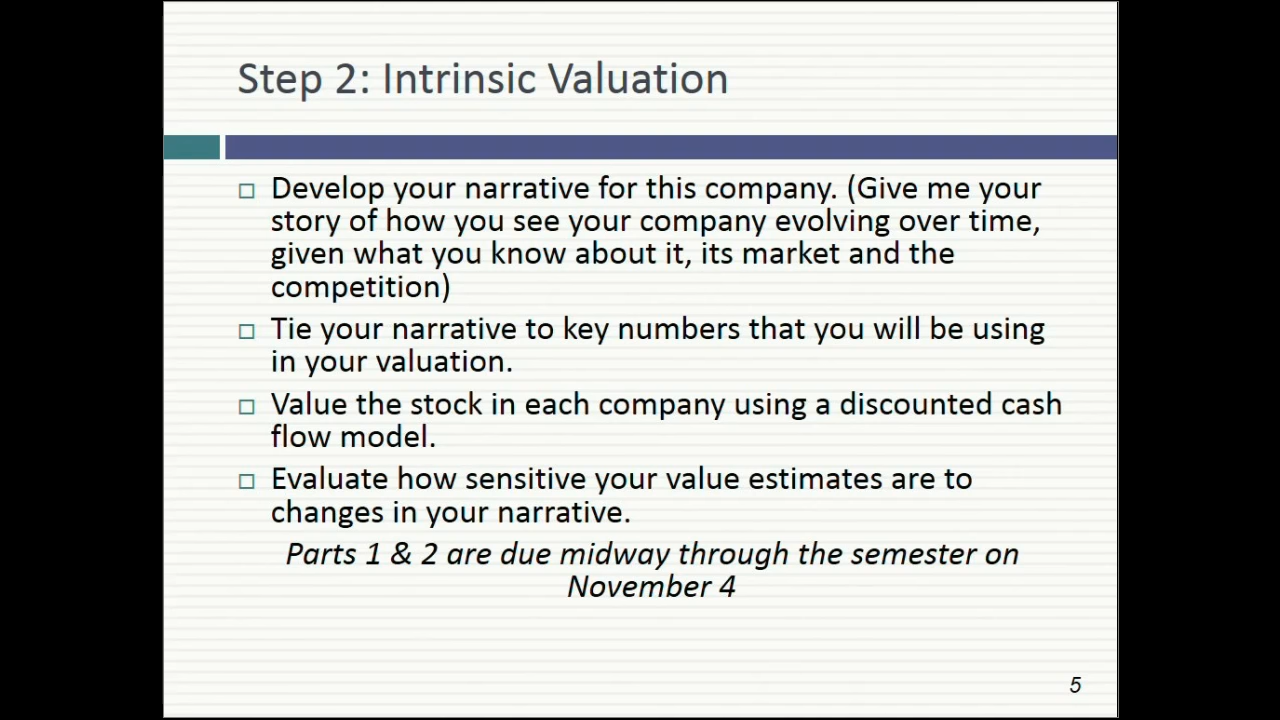 Step 2: Intrinsic Valuation
Develop your narrative for this company. (Give me your
story of how you see your company evolving over time,
given what you know about it, its market and the
competition)
Tie your narrative to key numbers that you will be using
in your valuation.
Value the stock in each company using a discounted cash
flow model.
Evaluate how sensitive your value estimates are to
changes in your narrative.
Parts 1 & 2 are due midway through the semester on
November 4
5